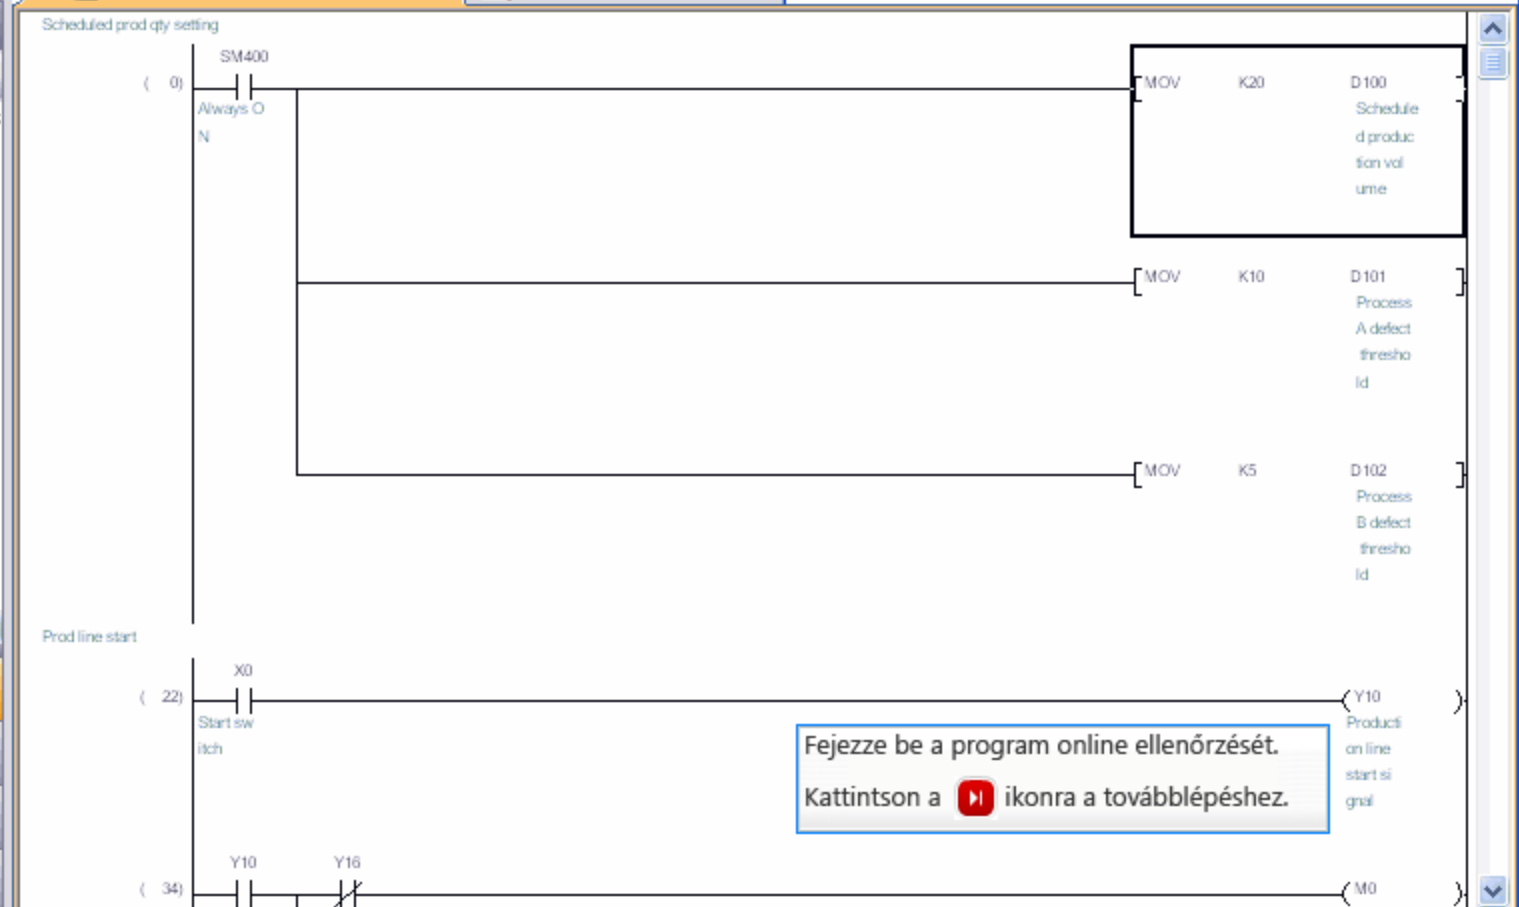 Scheduled prod qty setting
SM400
( 0)
MOV K20 D100
Always O
N
Schedule
d produc
tion vol
ume
MOV K10 D101
Process
A defect
thresho
ld
MOV K5 D102
Process
B defect
thresho
ld
Prod line start
X0
( 22)
Y10
Start sw
itch
Producti
on line
start si
gnal
Fejezze be a program online ellenőrzését.
Kattintson a ikonra a továbblépéshez.
Y10 Y16
( 34)
M0